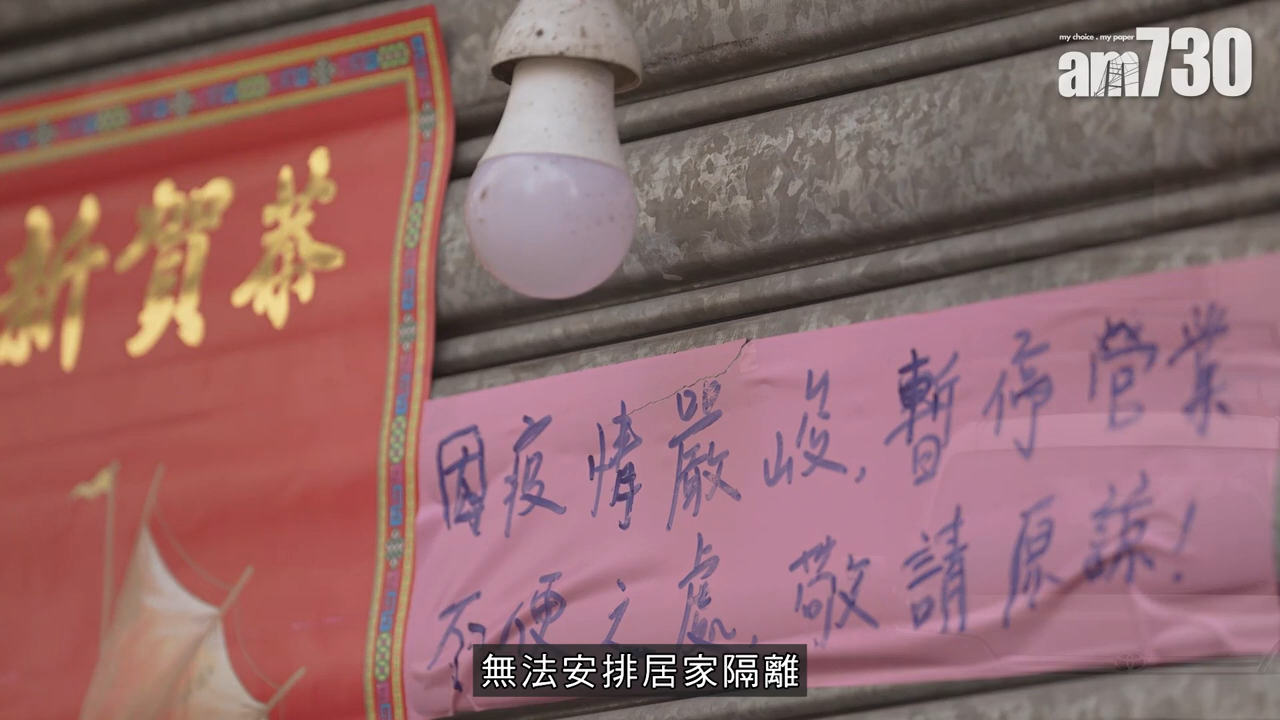 my choice . my paper
am730
新賀恭
因疫情嚴峻,暫停營業
不便之處,敬請原諒!
無法安排居家隔離